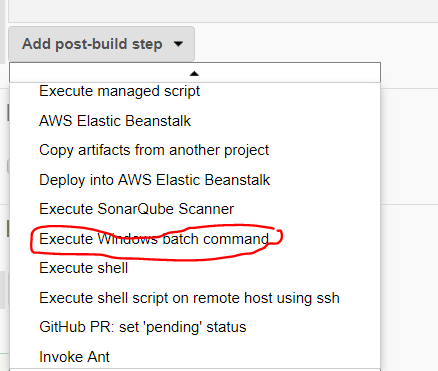 Add post-build step
Execute managed script
AWS Elastic Beanstalk
Copy artifacts from another project
Deploy into AWS Elastic Beanstalk
Execute SonarQube Scanner
Execute Windows batch command
Execute shell
Execute shell script on remote host using ssh
GitHub PR: set 'pending' status
Invoke Ant